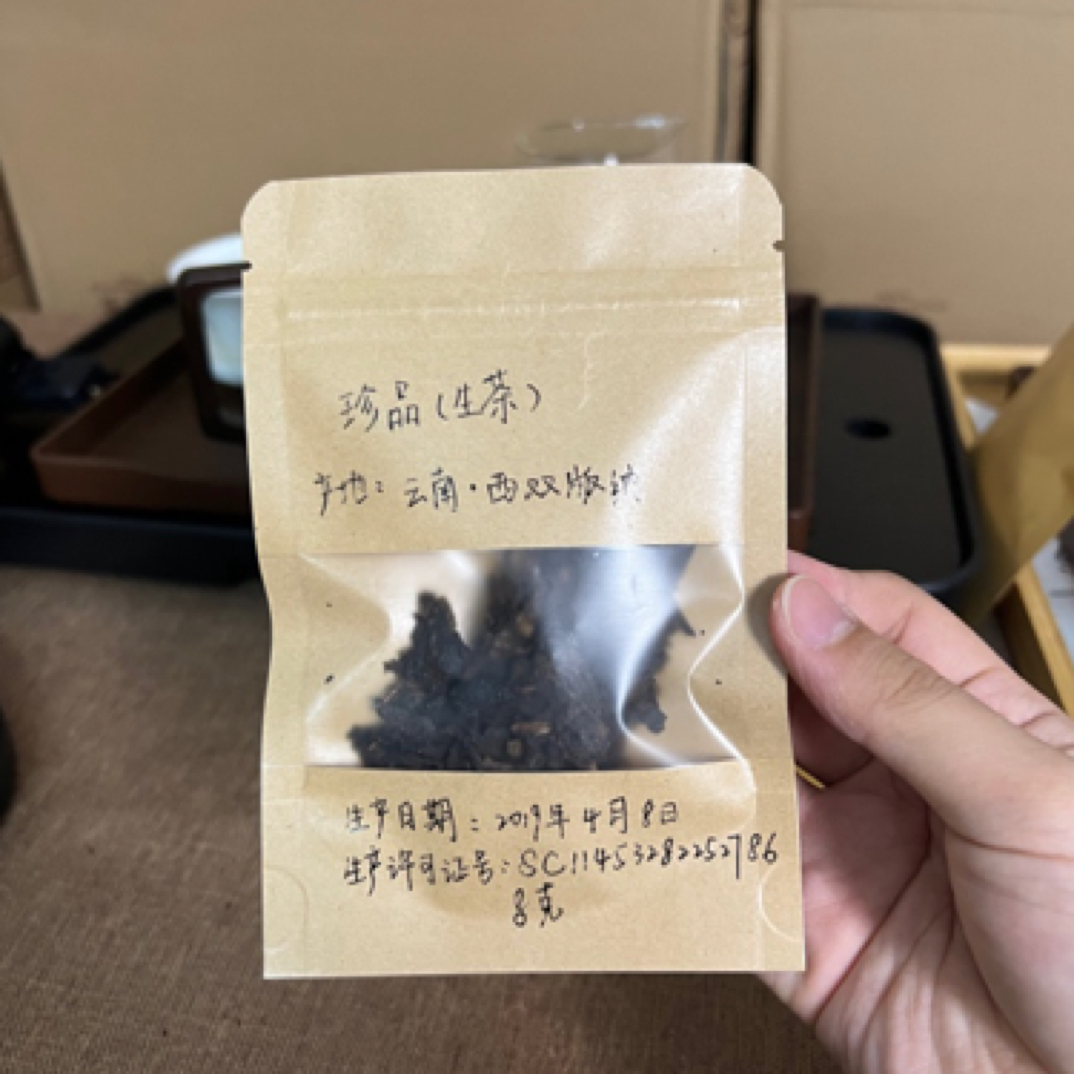 珍品(生茶)
产地：云南·西双版纳
生产日期：2019年4月8日
生产许可证号：SC11453282252786
8克